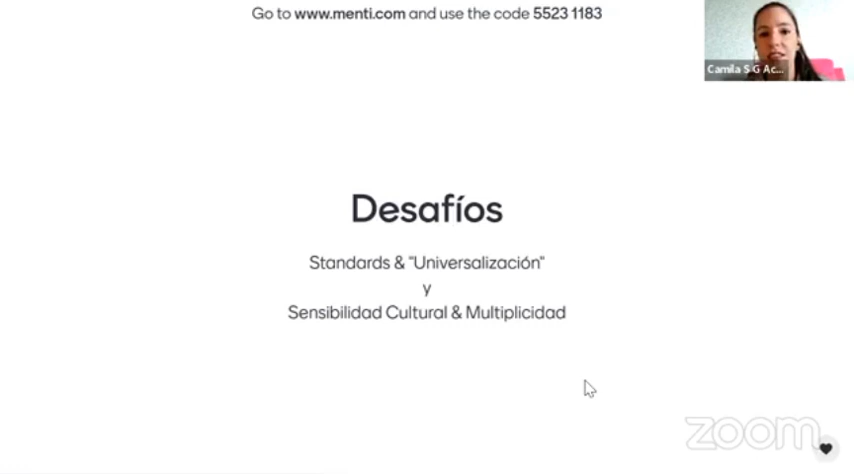 Go to www.menti.com and use the code 5523 1183
Camila S G Ac...
Desafíos
Standards & "Universalización"
y
Sensibilidad Cultural & Multiplicidad
zoom